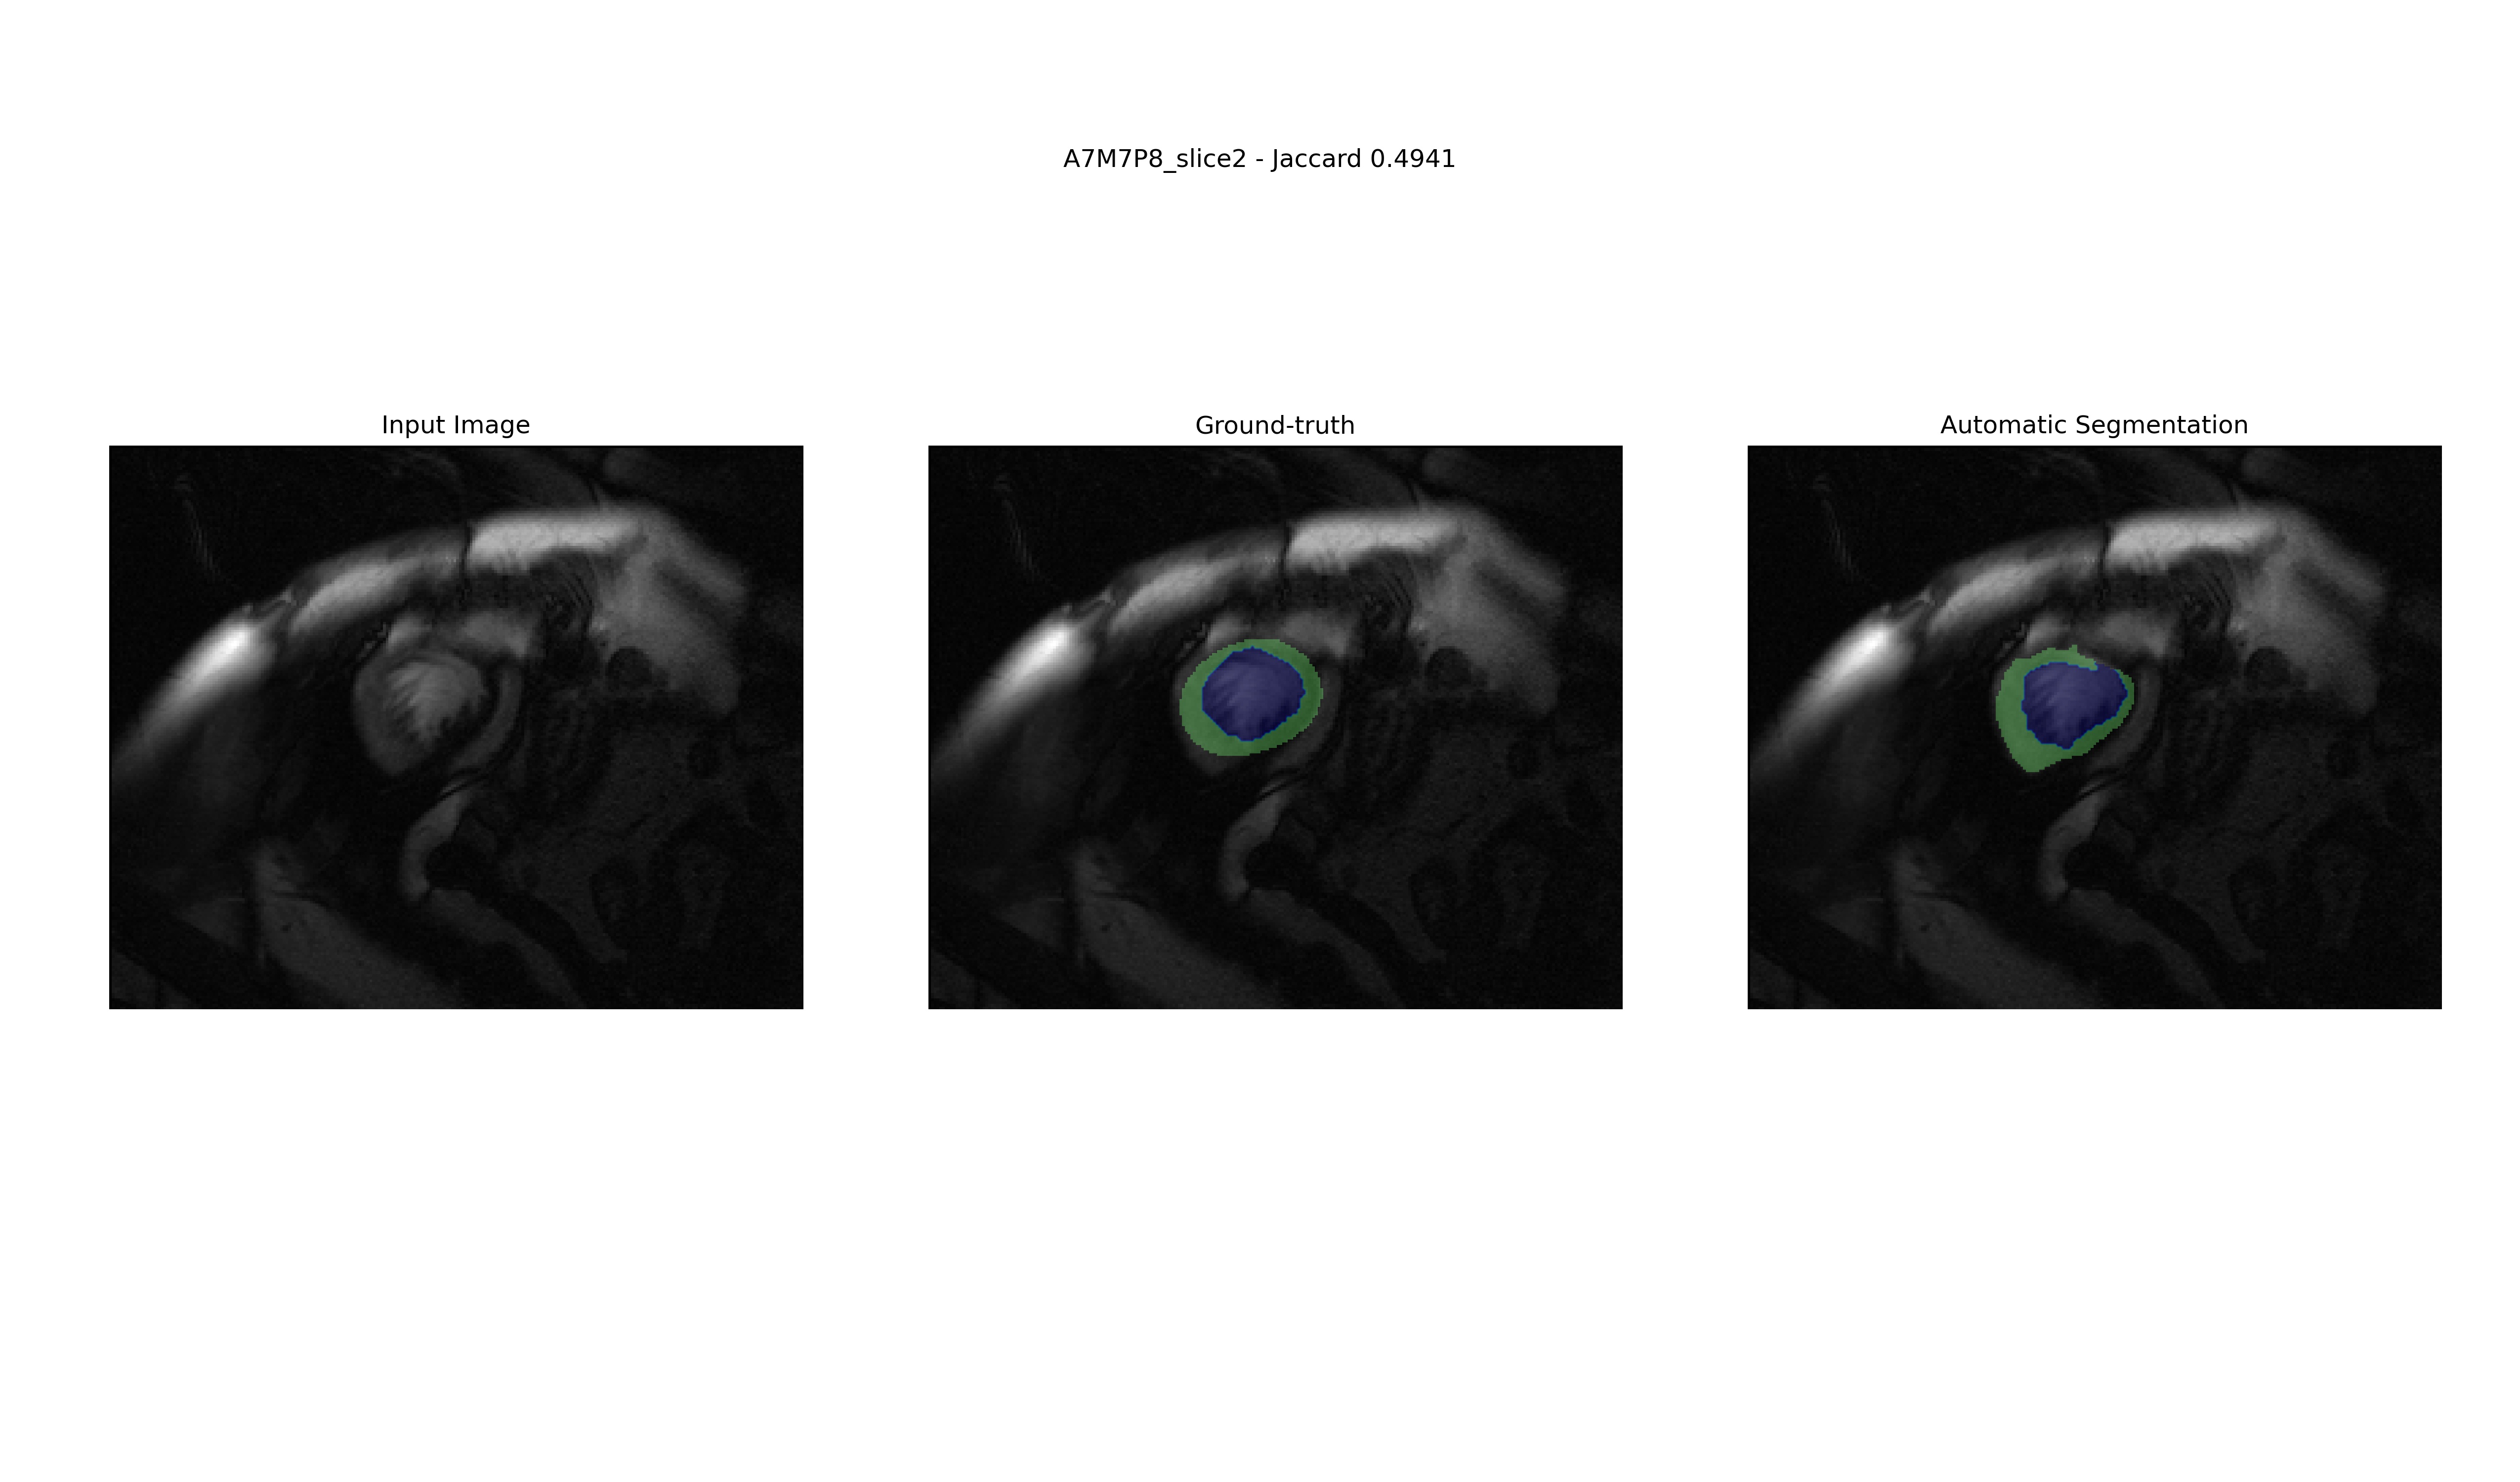 A7M7P8_slice2 - Jaccard 0.4941
Input Image
Ground-truth
Automatic Segmentation